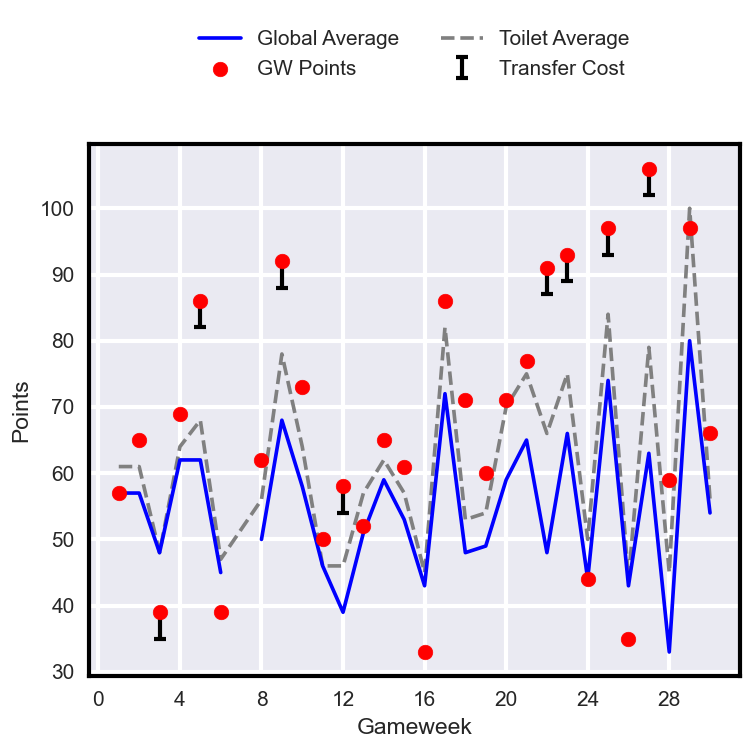 Global Average
Toilet Average
GW Points
Transfer Cost
100
90
80
70
60
50
40
30
Points
0 4 8 12 16 20 24 28
Gameweek